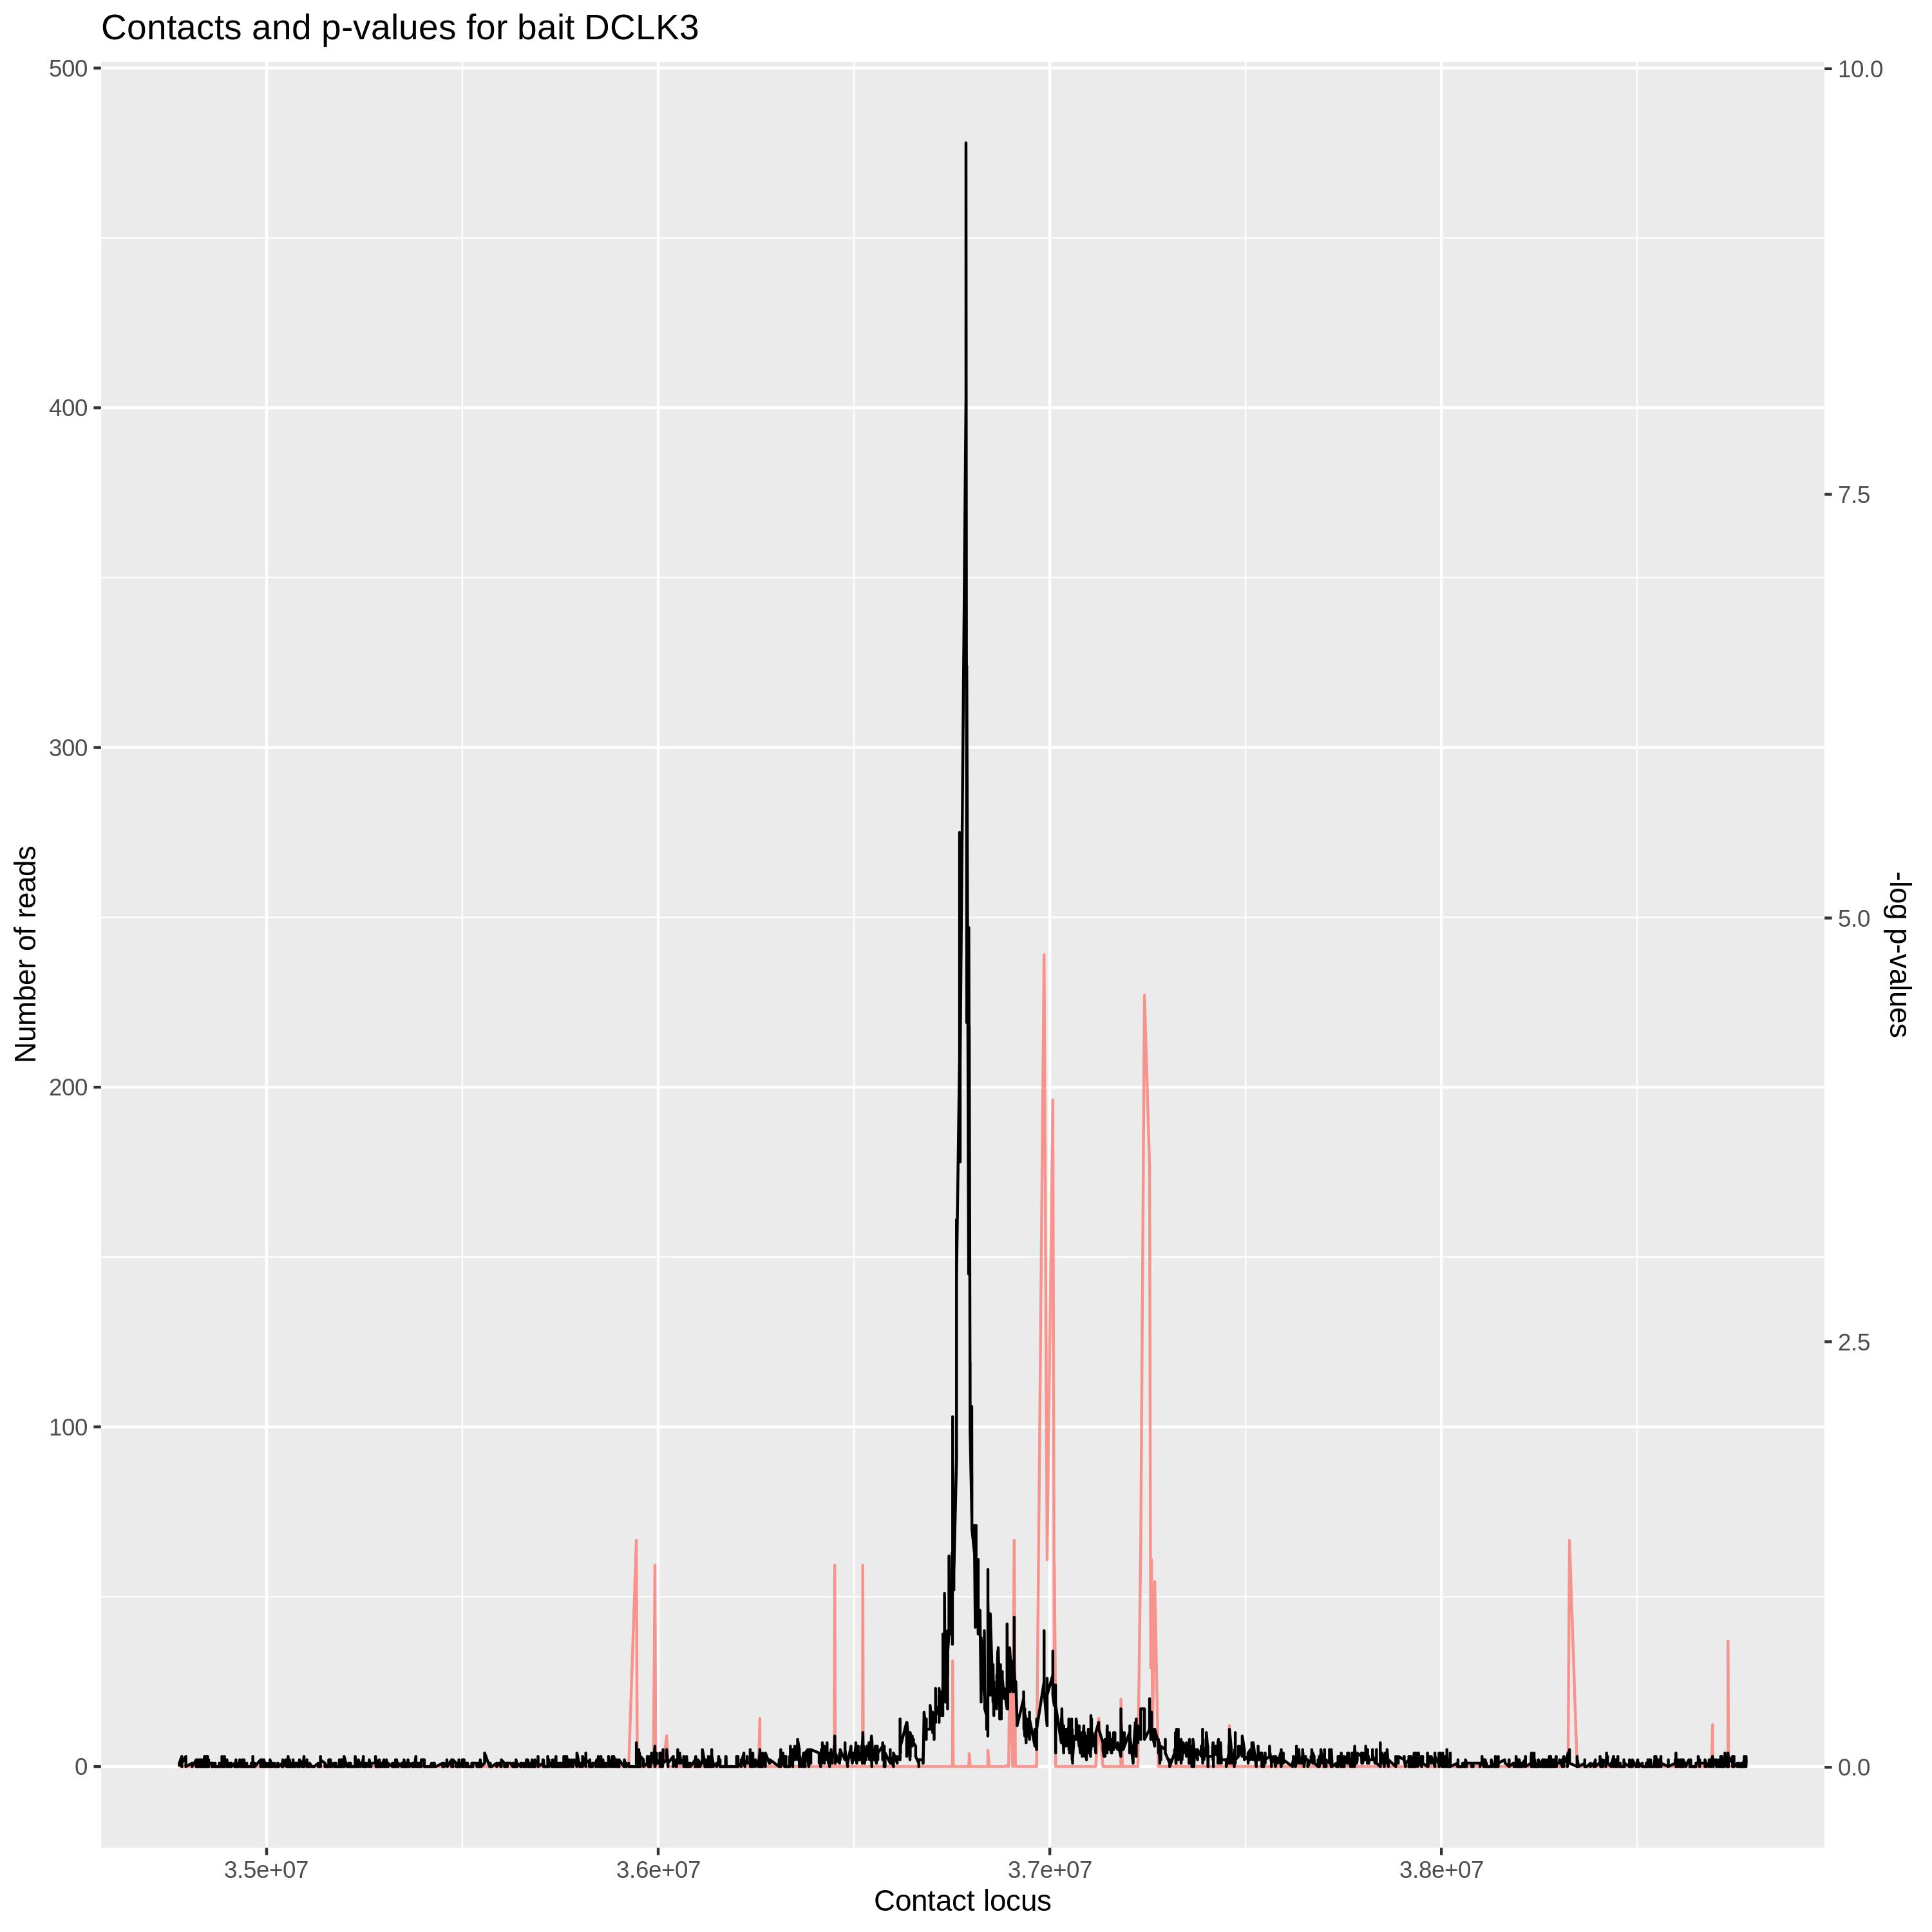 Contacts and p-values for bait DCLK3
500
400
300
200
100
0
Number of reads
10.0
7.5
5.0
2.5
0.0
-log p-values
3.5e+07
3.6e+07
3.7e+07
3.8e+07
Contact locus